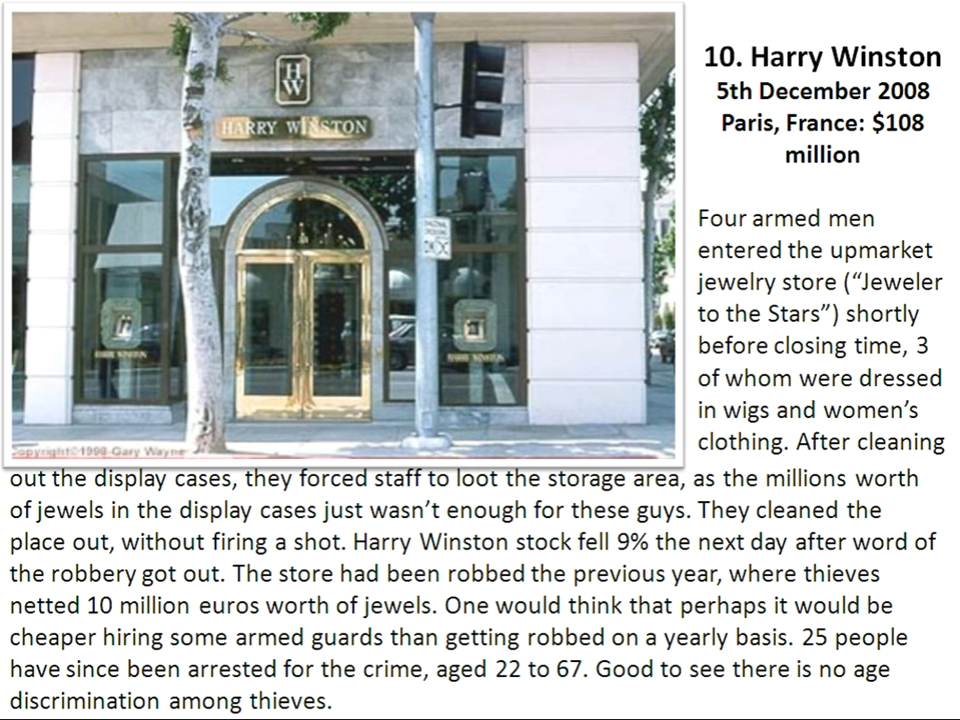 H
W
HARRY WINSTON
HARRY WINSTON
HARRY WINSTON
Copyright©1998 Gary Wayne
10. Harry Winston
5th December 2008
Paris, France: $108
million
Four armed men
entered the upmarket
jewelry store (“Jeweler
to the Stars”) shortly
before closing time, 3
of whom were dressed
in wigs and women’s
clothing. After cleaning
out the display cases, they forced staff to loot the storage area, as the millions worth
of jewels in the display cases just wasn’t enough for these guys. They cleaned the
place out, without firing a shot. Harry Winston stock fell 9% the next day after word of
the robbery got out. The store had been robbed the previous year, where thieves
netted 10 million euros worth of jewels. One would think that perhaps it would be
cheaper hiring some armed guards than getting robbed on a yearly basis. 25 people
have since been arrested for the crime, aged 22 to 67. Good to see there is no age
discrimination among thieves.